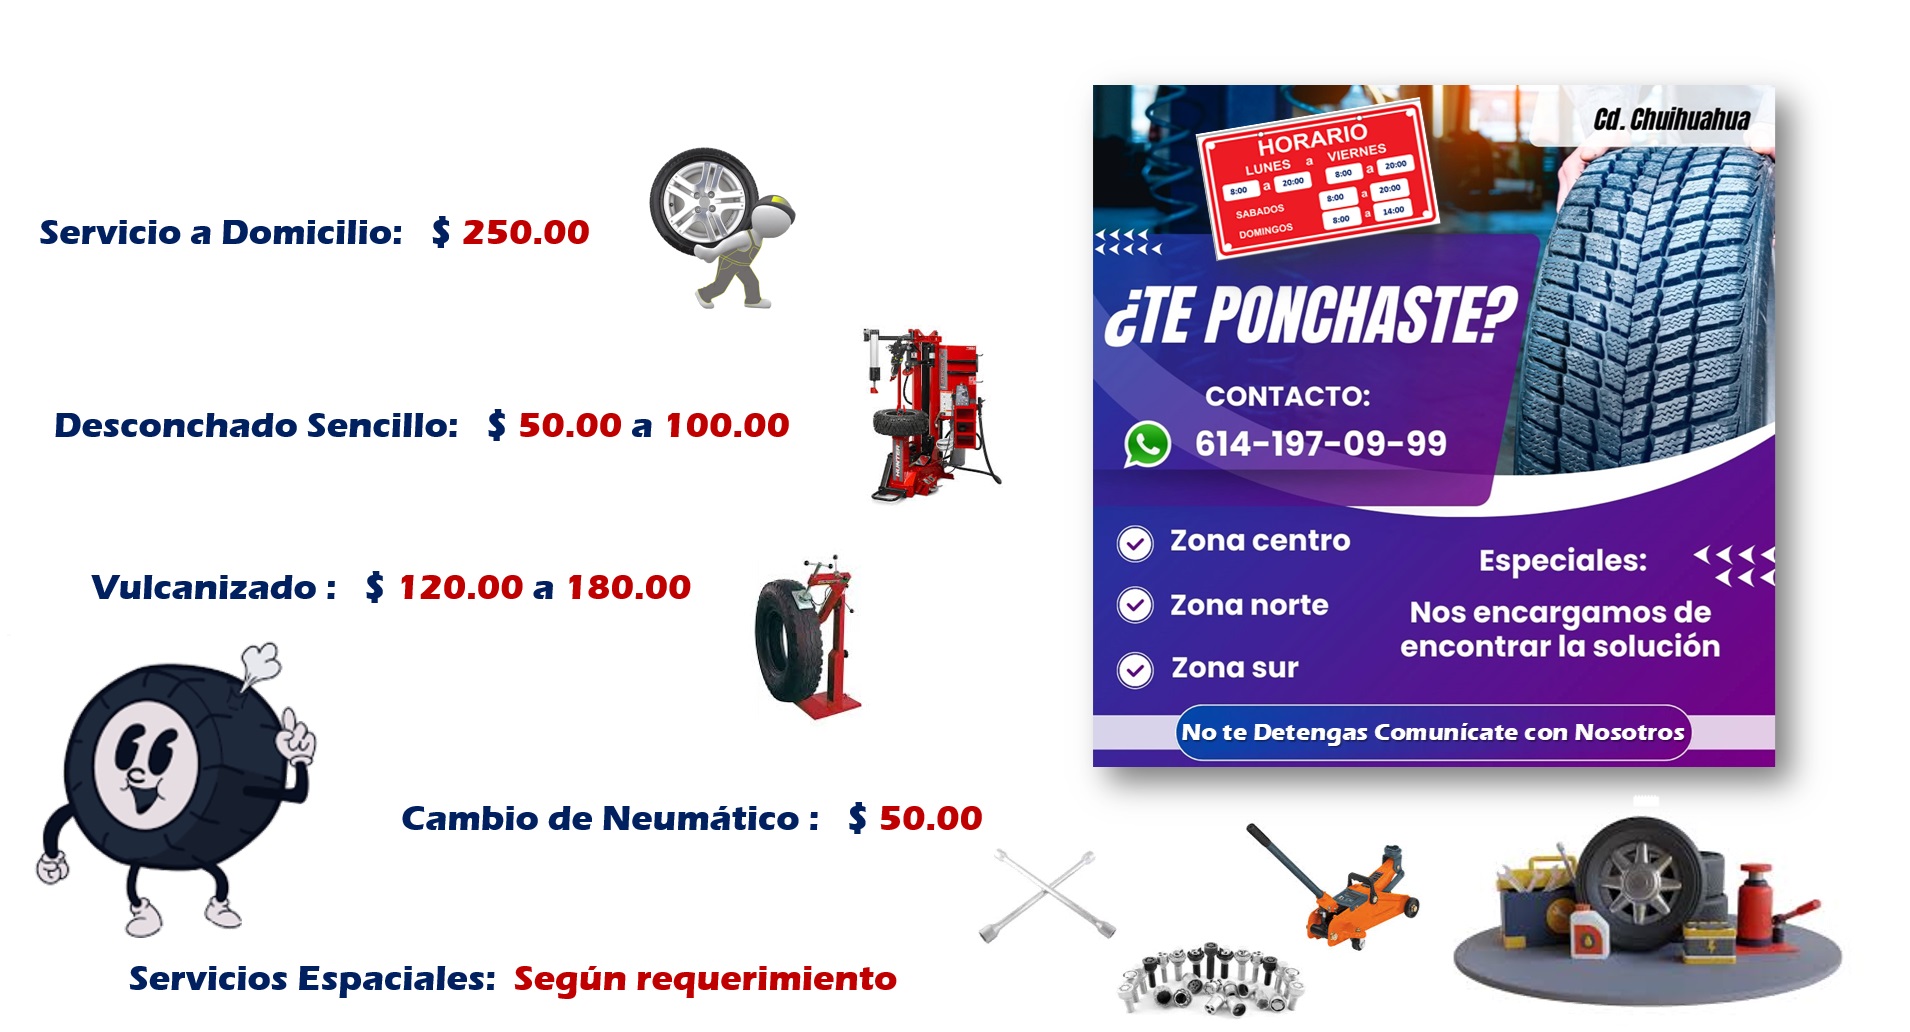 Servicio a Domicilio: $ 250.00
Desconchado Sencillo: $ 50.00 a 100.00
Vulcanizado : $ 120.00 a 180.00
Cambio de Neumático : $ 50.00
Servicios Espaciales: Según requerimiento
HUNTER
Cd. Chuihuahua
HORARIO
LUNES a VIERNES
8:00 a 20:00 8:00 a 20:00
SABADOS 8:00 a 20:00
DOMINGOS 8:00 a 14:00
¿TE PONCHASTE?
CONTACTO:
614-197-09-99
Zona centro
Zona norte
Zona sur
Especiales:
Nos encargamos de
encontrar la solución
No te Detengas Comunícate con Nosotros